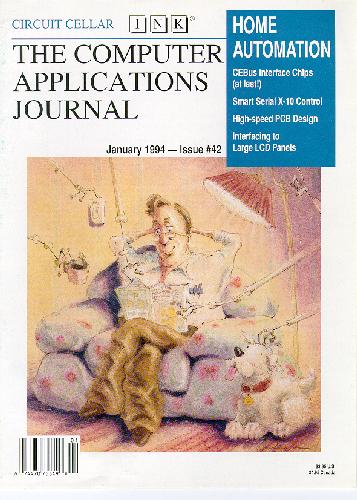 CIRCUIT CELLAR INK®
THE COMPUTER
APPLICATIONS
JOURNAL
January 1994 — Issue #42
HOME
AUTOMATION
CEBus Interface Chips
(at last!)
Smart Serial X-10 Control
High-speed PCB Design
Interfacing to
Large LCD Panels